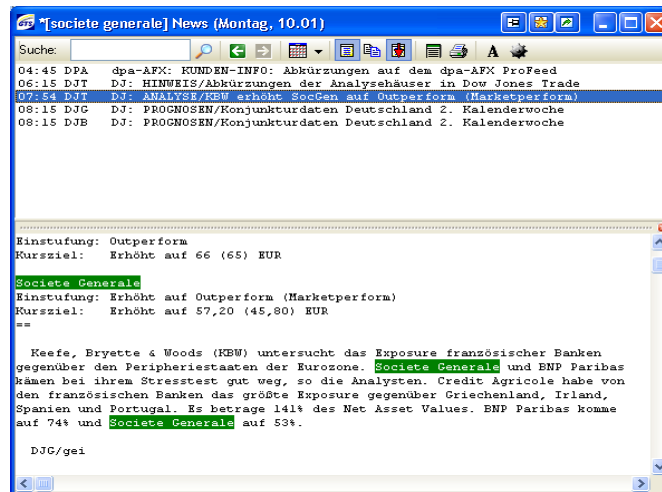 GTS *[societe generale] News (Montag, 10.01)
Suche:
A
04:45 DPA dpa-AFX: KUNDEN-INFO: Abkürzungen auf dem dpa-AFX ProFeed
06:15 DJT DJ: HINWEIS/Abkürzungen der Analysehäuser in Dow Jones Trade
07:54 DJT DJ: ANALYSE/KBW erhöht SocGen auf Outperform (Marketperform)
08:15 DJG DJ: PROGNOSEN/Konjunkturdaten Deutschland 2. Kalenderwoche
08:15 DJB DJ: PROGNOSEN/Konjunkturdaten Deutschland 2. Kalenderwoche
Einstufung: Outperform
Kursziel: Erhöht auf 66 (65) EUR
Societe Generale
Einstufung: Erhöht auf Outperform (Marketperform)
Kursziel: Erhöht auf 57,20 (45,80) EUR
==
Keefe, Bryette & Woods (KBW) untersucht das Exposure französischer Banken
gegenüber den Peripheriestaaten der Eurozone. Societe Generale und BNP Paribas
kämen bei ihrem Stresstest gut weg, so die Analysten. Credit Agricole habe von
den französischen Banken das größte Exposure gegenüber Griechenland, Irland,
Spanien und Portugal. Es betrage 141% des Net Asset Values. BNP Paribas komme
auf 74% und Societe Generale auf 53%.
DJG/gei